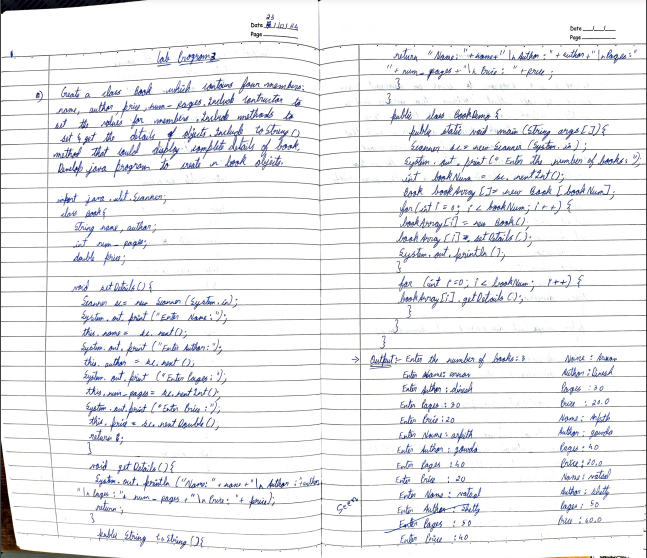 Date
Page
Lab Program 3
Q) Create a class Book which contains four members:
name, author, price, num-pages. Include constructor to
set the values for members. Include methods to
set & get the details of objects. Include toString()
method that could display complete details of book.
Develop java program to create n book objects.
import java.util.Scanner;
class Book {
String name, author;
int num_pages;
double price;
void setDetails() {
Scanner sc = new Scanner (System.in);
System.out.print ("Enter Name:");
this.name = sc.next();
System.out.print ("Enter Author:");
this.author = sc.next();
System.out.print ("Enter Pages:");
this.num_pages = sc.nextInt();
System.out.print ("Enter Price:");
this.price = sc.nextDouble();
return
}
void getDetails() {
System.out.println ("Name:" + name + "\n Author:" + author
"\n Pages:" + num_pages + "\n Price:" + price);
return;
}
public String toString() {
Date
Page
return "Name:" + name + "\n Author:" + author + "\n Pages:"
" + num_pages + "\n Price:" + price;
}
}
public class BookDemo {
public static void main (String args[]) {
Scanner sc = new Scanner (System.in);
System.out.print ("Enter the number of books:");
int bookNum = sc.nextInt();
Book bookArray[] = new Book [bookNum];
for (int i = 0; i < bookNum; i++) {
bookArray[i] = new Book();
bookArray[i].setDetails();
System.out.println();
}
for (int i=0; i < bookNum; i++) {
bookArray[i].getDetails();
}
}
}
→ Output:- Enter the number of books: 3
Enter Name:
Enter Author: dinesh
Enter Pages: 30
Enter Price: 20
Enter Name: arpith
Enter Author: gowda
Enter Pages: 40
Enter Price: 20
Enter Name:
Enter Author: Shetty
Enter Pages: 50
Enter Price: 40
Name:
Author: Dinesh
Pages: 30
Price: 20.0
Name: Arpith
Author: gowda
Pages: 40
Price: 20.0
Name:
Author: Shetty
Pages: 50
Price: 40.0
Seen